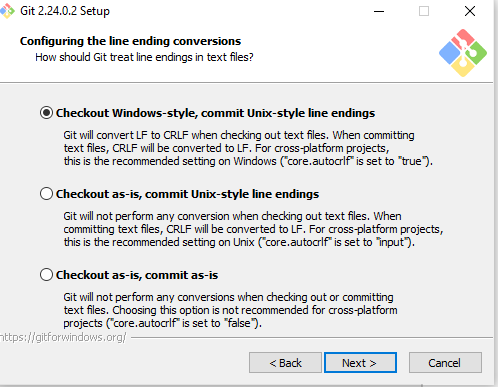 Git 2.24.0.2 Setup
Configuring the line ending conversions
How should Git treat line endings in text files?
Checkout Windows-style, commit Unix-style line endings
Git will convert LF to CRLF when checking out text files. When committing
text files, CRLF will be converted to LF. For cross-platform projects,
this is the recommended setting on Windows ("core.autocrlf" is set to "true").
Checkout as-is, commit Unix-style line endings
Git will not perform any conversion when checking out text files. When
committing text files, CRLF will be converted to LF. For cross-platform projects,
this is the recommended setting on Unix ("core.autocrlf" is set to "input").
Checkout as-is, commit as-is
Git will not perform any conversions when checking out or committing
text files. Choosing this option is not recommended for cross-platform
projects ("core.autocrlf" is set to "false").
https://gitforwindows.org/
< Back
Next >
Cancel